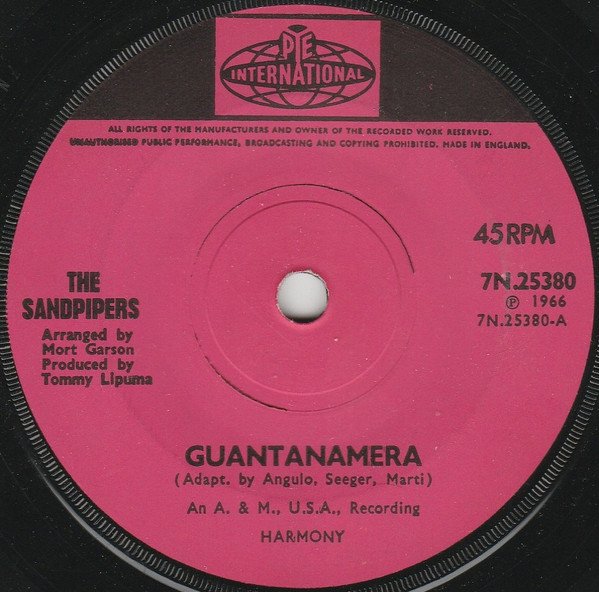 PYE
INTERNATIONAL
ALL RIGHTS OF THE MANUFACTURERS AND OWNER OF THE RECORDED WORK RESERVED.
UNAUTHORISED PUBLIC PERFORMANCE, BROADCASTING AND COPYING PROHIBITED. MADE IN ENGLAND.
45 RPM
THE
SANDPIPERS
Arranged by
Mort Garson
Produced by
Tommy Lipuma
7N.25380
℗ 1966
7N.25380-A
GUANTANAMERA
(Adapt. by Angulo, Seeger, Marti)
An A. & M., U.S.A., Recording
HARMONY